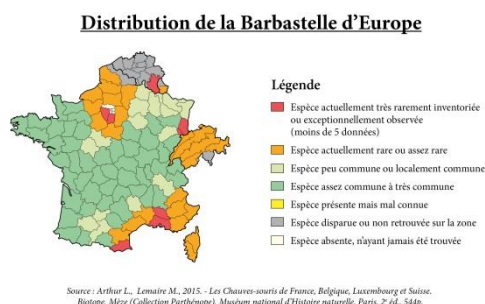 Distribution de la Barbastelle d'Europe
Légende
Espèce actuellement très rarement inventoriée
ou exceptionnellement observée
(moins de 5 données)
Espèce actuellement rare ou assez rare
Espèce peu commune ou localement commune
Espèce assez commune à très commune
Espèce présente mais mal connue
Espèce disparue ou non retrouvée sur la zone
Espèce absente, n'ayant jamais été trouvée
Source : Arthur L., Lemaire M., 2015. - Les Chauves-souris de France, Belgique, Luxembourg et Suisse.
Biotope, Mèze (Collection Parthénope), Muséum national d'Histoire naturelle, Paris, 2e éd., 544p.